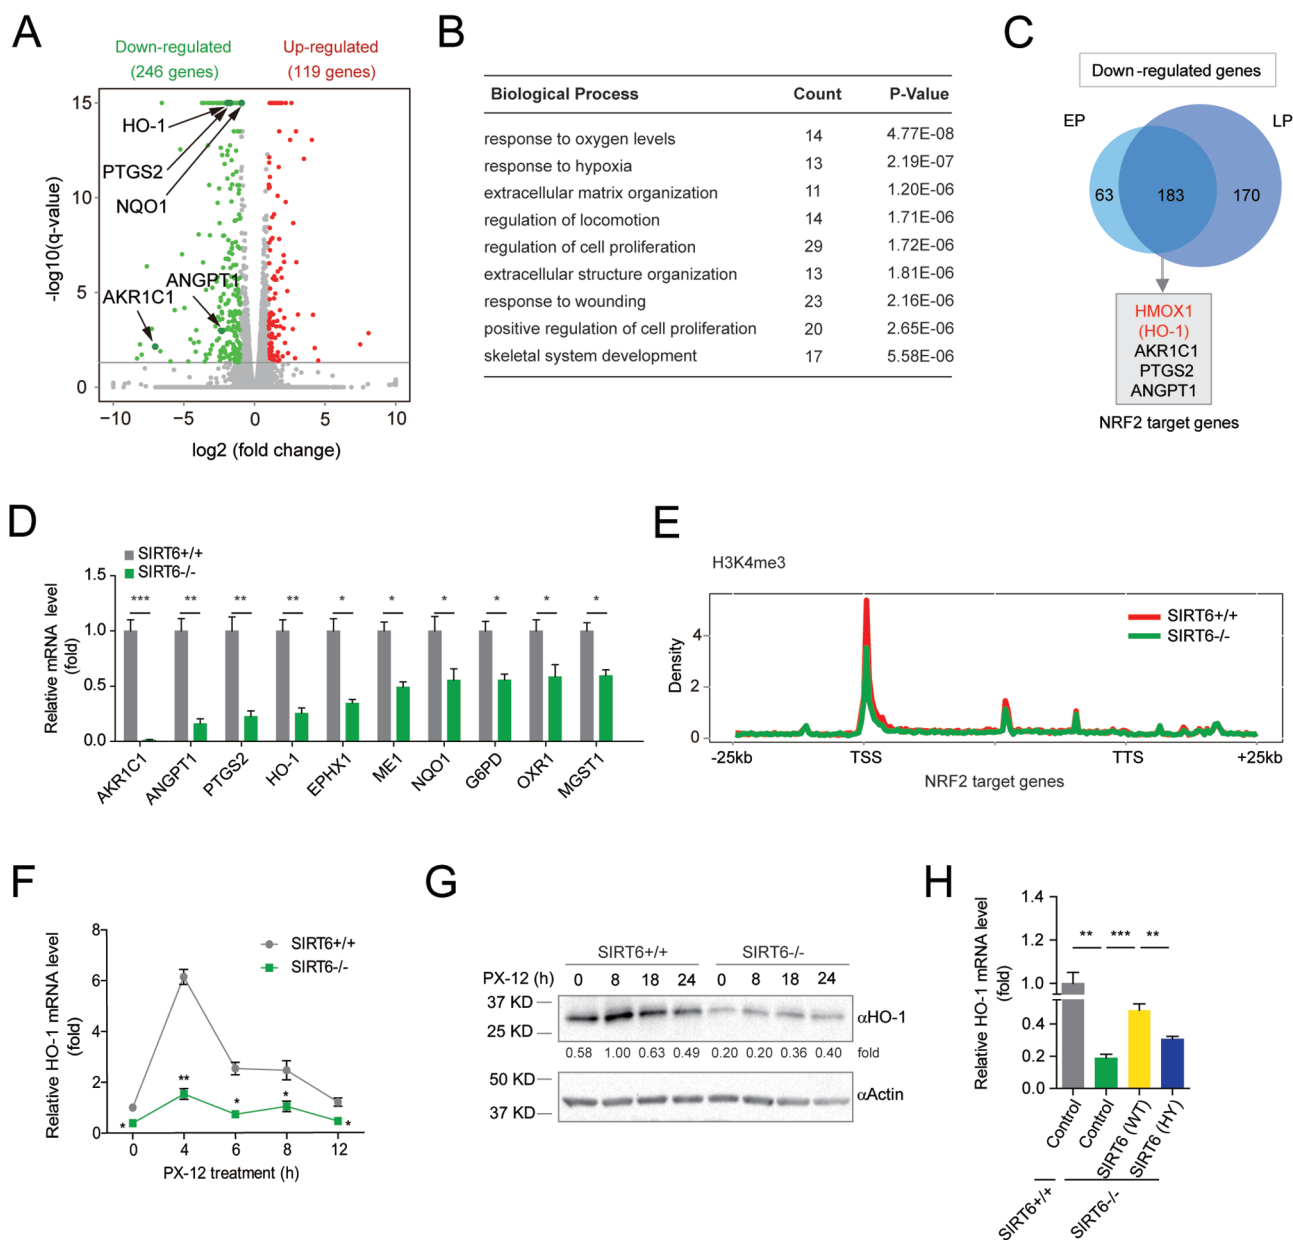 A
Down-regulated
(246 genes)
Up-regulated
(119 genes)
15
10
5
0
-log10(q-value)
HO-1
PTGS2
NQO1
ANGPT1
AKR1C1
−10
−5
0
5
10
log2 (fold change)
B
Biological Process Count P-Value
response to oxygen levels 14 4.77E-08
response to hypoxia 13 2.19E-07
extracellular matrix organization 11 1.20E-06
regulation of locomotion 14 1.71E-06
regulation of cell proliferation 29 1.72E-06
extracellular structure organization 13 1.81E-06
response to wounding 23 2.16E-06
positive regulation of cell proliferation 20 2.65E-06
skeletal system development 17 5.58E-06
C
Down-regulated genes
EP
LP
63
183
170
HMOX1
(HO-1)
AKR1C1
PTGS2
ANGPT1
NRF2 target genes
D
SIRT6+/+
SIRT6-/-
Relative mRNA level
(fold)
1.5
1.0
0.5
0.0
*** ** ** ** * * * * * *
AKR1C1
ANGPT1
PTGS2
HO-1
EPHX1
ME1
NQO1
G6PD
OXR1
MGST1
E
H3K4me3
SIRT6+/+
SIRT6-/-
Density
4
2
0
-25kb
TSS
TTS
+25kb
NRF2 target genes
F
Relative HO-1 mRNA level
(fold)
8
6
4
2
0
SIRT6+/+
SIRT6-/-
* ** * * *
0 4 6 8 12
PX-12 treatment (h)
G
SIRT6+/+ SIRT6-/-
PX-12 (h) 0 8 18 24 0 8 18 24
37 KD
25 KD
αHO-1
0.58 1.00 0.63 0.49 0.20 0.20 0.36 0.40 fold
50 KD
37 KD
αActin
H
Relative HO-1 mRNA level
(fold)
1.4
1.0
0.4
0.2
0.0
** *** **
Control
Control
SIRT6 (WT)
SIRT6 (HY)
SIRT6+/+
SIRT6-/-